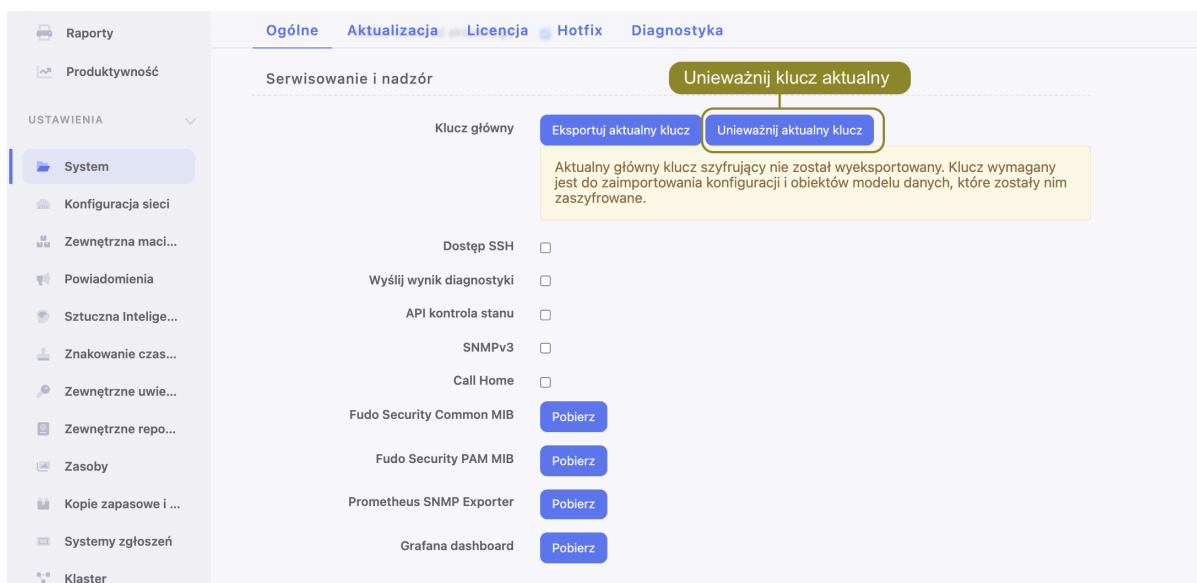 Raporty
Produktywność
USTAWIENIA
System
Konfiguracja sieci
Zewnętrzna maci...
Powiadomienia
Sztuczna Intelige...
Znakowanie czas...
Zewnętrzne uwie...
Zewnętrzne repo...
Zasoby
Kopie zapasowe i ...
Systemy zgłoszeń
Klaster
Ogólne Aktualizacja Licencja Hotfix Diagnostyka
Serwisowanie i nadzór
Unieważnij klucz aktualny
Klucz główny Eksportuj aktualny klucz Unieważnij aktualny klucz
Aktualny główny klucz szyfrujący nie został wyeksportowany. Klucz wymagany
jest do zaimportowania konfiguracji i obiektów modelu danych, które zostały nim
zaszyfrowane.
Dostęp SSH
Wyślij wynik diagnostyki
API kontrola stanu
SNMPv3
Call Home
Fudo Security Common MIB Pobierz
Fudo Security PAM MIB Pobierz
Prometheus SNMP Exporter Pobierz
Grafana dashboard Pobierz